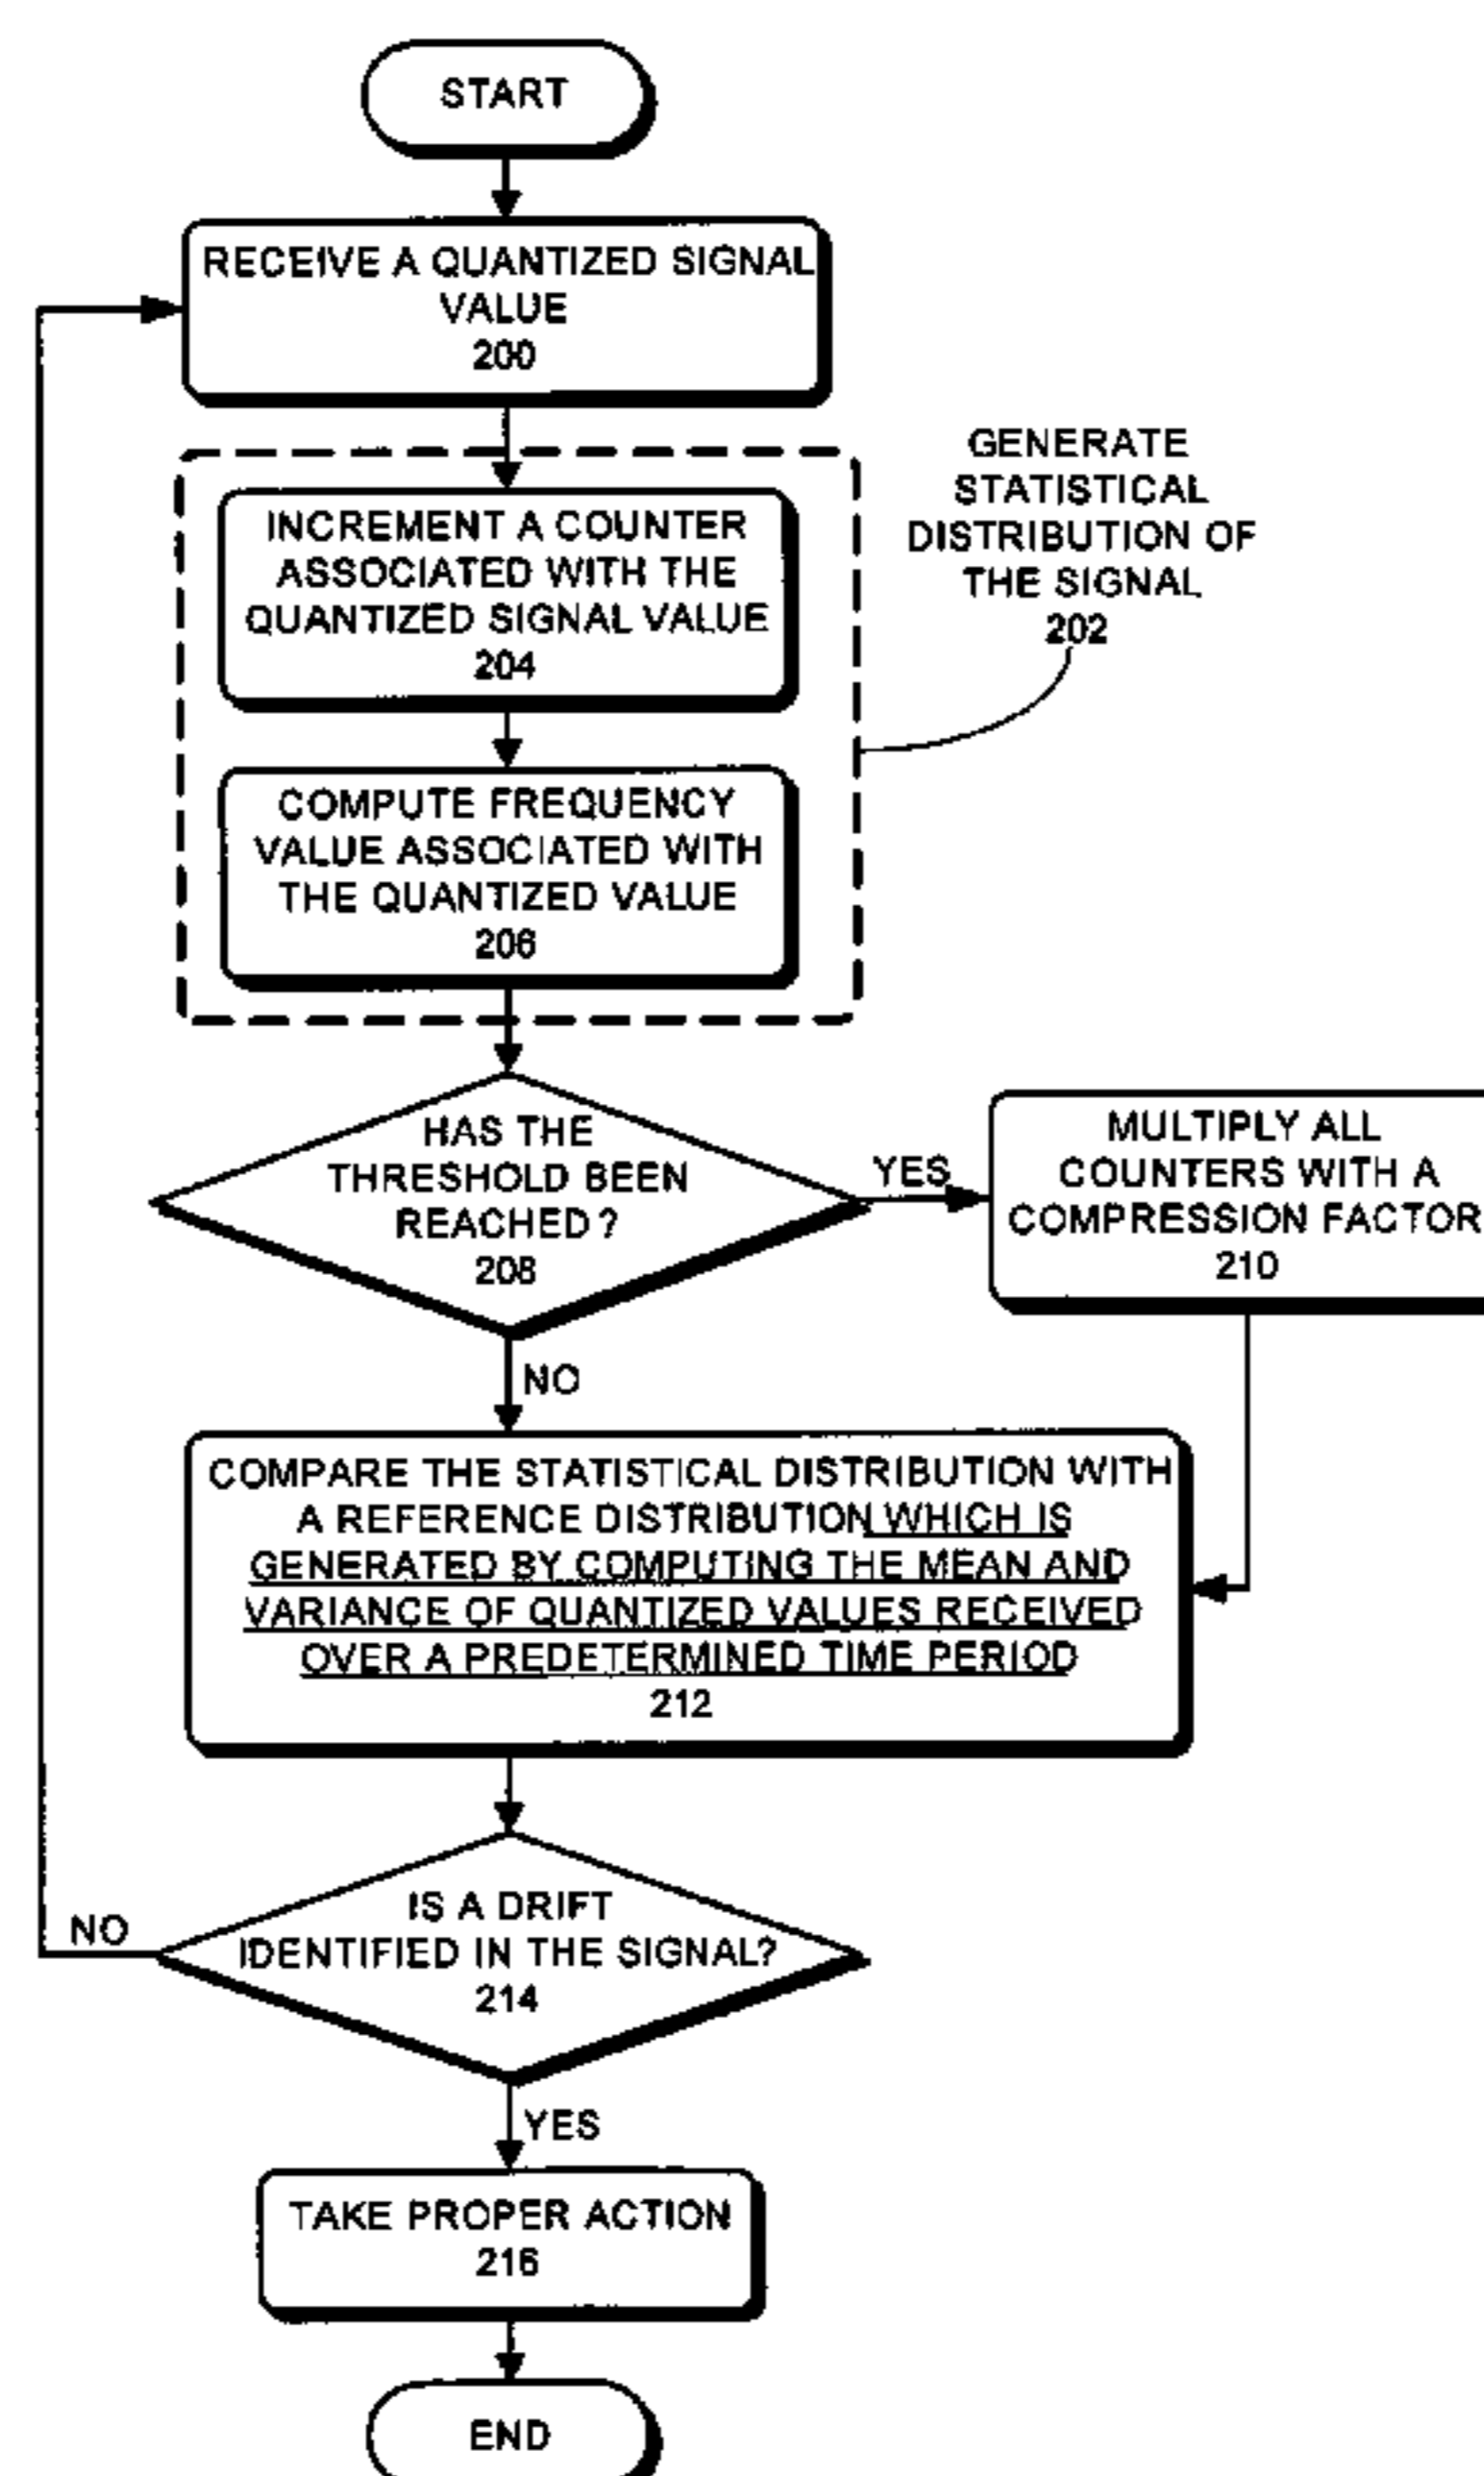 START
RECEIVE A QUANTIZED SIGNAL
VALUE
200
GENERATE
STATISTICAL
DISTRIBUTION OF
THE SIGNAL
202
INCREMENT A COUNTER
ASSOCIATED WITH THE
QUANTIZED SIGNAL VALUE
204
COMPUTE FREQUENCY
VALUE ASSOCIATED WITH
THE QUANTIZED VALUE
206
HAS THE
THRESHOLD BEEN
REACHED?
208
YES
MULTIPLY ALL
COUNTERS WITH A
COMPRESSION FACTOR
210
NO
COMPARE THE STATISTICAL DISTRIBUTION WITH
A REFERENCE DISTRIBUTION WHICH IS
GENERATED BY COMPUTING THE MEAN AND
VARIANCE OF QUANTIZED VALUES RECEIVED
OVER A PREDETERMINED TIME PERIOD
212
IS A DRIFT
IDENTIFIED IN THE SIGNAL?
214
NO
YES
TAKE PROPER ACTION
216
END